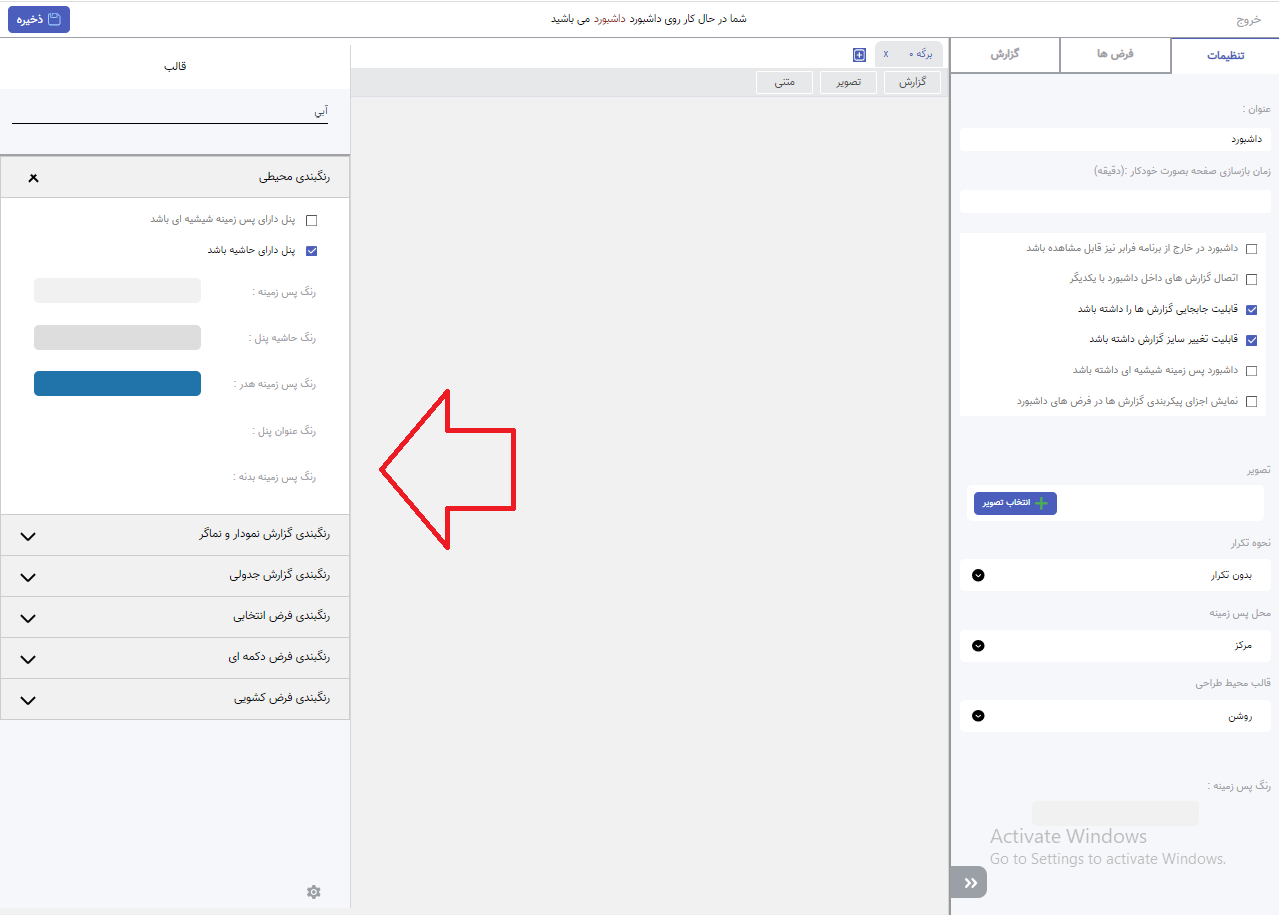 خروج
شما در حال کار روی داشبورد داشبورد می باشید
ذخیره
تنظیمات
فرض ها
گزارش
عنوان :
داشبورد
زمان بازسازی صفحه بصورت خودکار :(دقیقه)
داشبورد در خارج از برنامه فرابر نیز قابل مشاهده باشد
اتصال گزارش های داخل داشبورد با یکدیگر
قابلیت جابجایی گزارش ها را داشته باشد
قابلیت تغییر سایز گزارش داشته باشد
داشبورد پس زمینه شیشیه ای داشته باشد
نمایش اجزای پیکربندی گزارش ها در فرض های داشبورد
تصویر
انتخاب تصویر
نحوه تکرار
بدون تکرار
محل پس زمینه
مرکز
قالب محیط طراحی
روشن
رنگ پس زمینه :
Activate Windows
Go to Settings to activate Windows.
برگه ۰ x
گزارش
تصویر
متنی
قالب
آبي
رنگبندی محیطی
پنل دارای پس زمینه شیشیه ای باشد
پنل دارای حاشیه باشد
رنگ پس زمینه :
رنگ حاشیه پنل :
رنگ پس زمینه هدر :
رنگ عنوان پنل :
رنگ پس زمینه بدنه :
رنگبندی گزارش نمودار و نماگر
رنگبندی گزارش جدولی
رنگبندی فرض انتخابی
رنگبندی فرض دکمه ای
رنگبندی فرض کشویی